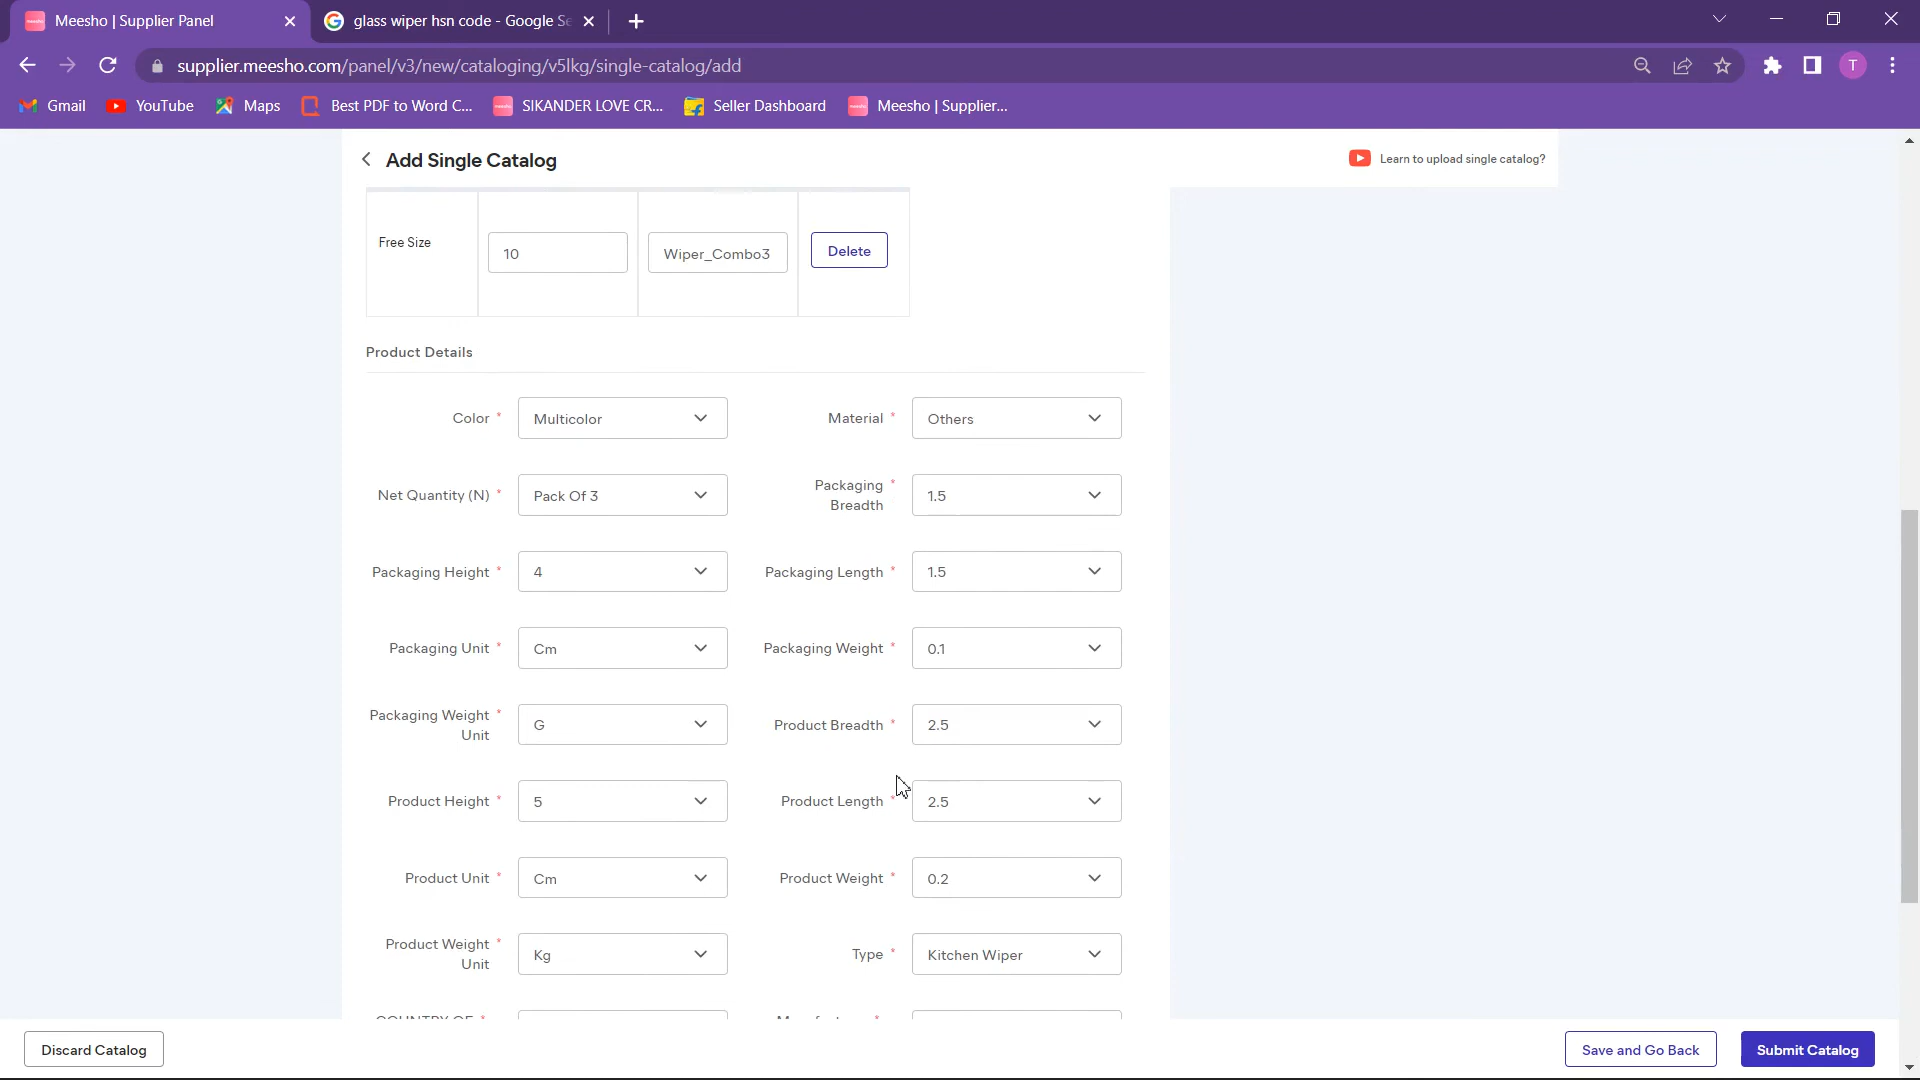 Meesho | Supplier Panel
glass wiper hsn code - Google Se
supplier.meesho.com/panel/v3/new/cataloging/v5lkg/single-catalog/add
T
Gmail
YouTube
Maps
Best PDF to Word C...
SIKANDER LOVE CR...
Seller Dashboard
Meesho | Supplier...
Add Single Catalog
Learn to upload single catalog?
Free Size
10
Wiper_Combo3
Delete
Product Details
Color *
Multicolor
Material *
Others
Net Quantity (N) *
Pack Of 3
Packaging *
Breadth
1.5
Packaging Height *
4
Packaging Length *
1.5
Packaging Unit *
Cm
Packaging Weight *
0.1
Packaging Weight *
Unit
G
Product Breadth *
2.5
Product Height *
5
Product Length *
2.5
Product Unit *
Cm
Product Weight *
0.2
Product Weight *
Unit
Kg
Type *
Kitchen Wiper
COUNTRY OF *
Discard Catalog
Save and Go Back
Submit Catalog